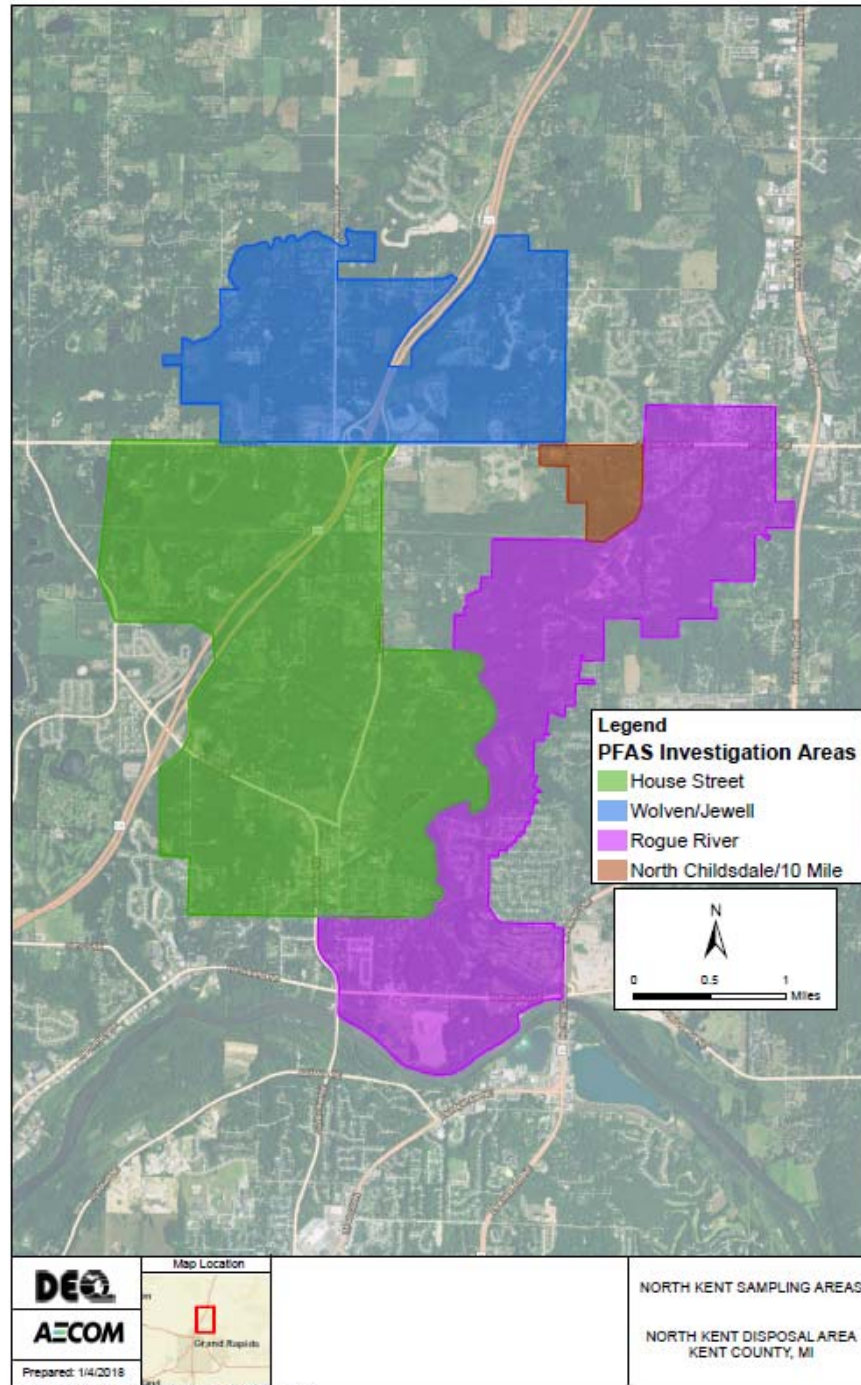 Legend
PFAS Investigation Areas
House Street
Wolven/Jewell
Rogue River
North Childsdale/10 Mile
N
0 0.5 1
Miles
DEQ
AECOM
Prepared: 1/4/2018
Map Location
Grand Rapids
NORTH KENT SAMPLING AREAS
NORTH KENT DISPOSAL AREA
KENT COUNTY, MI